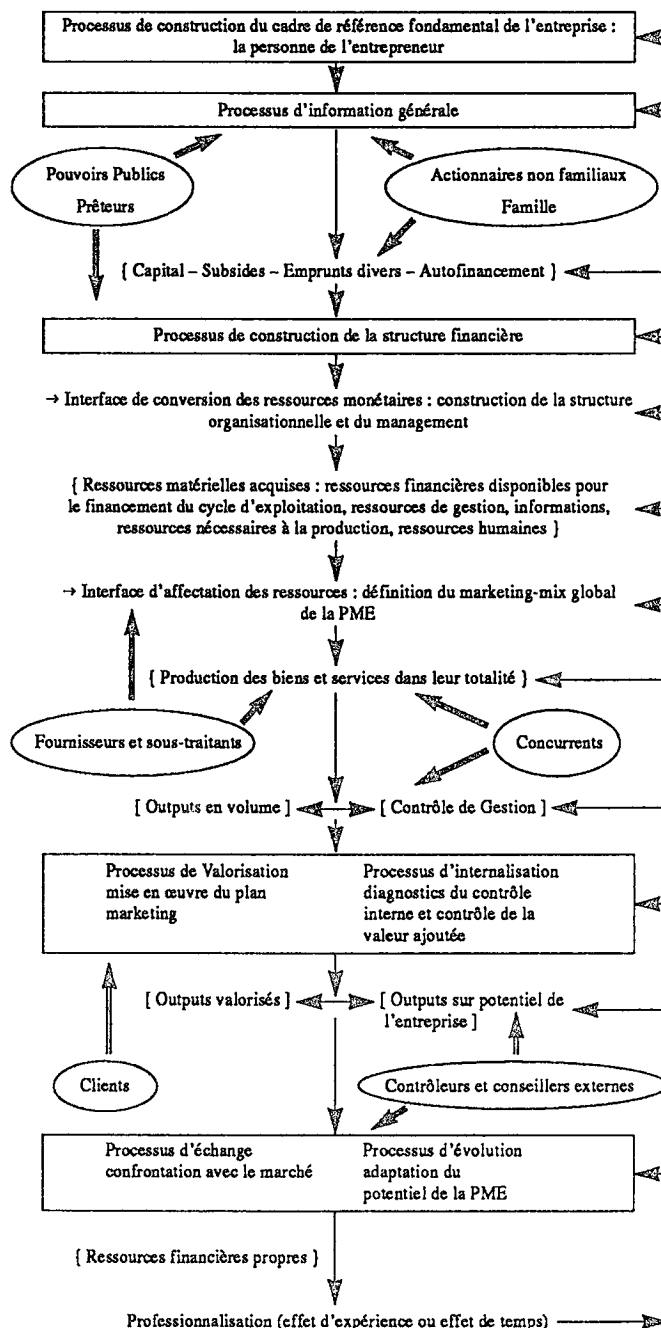 Processus de construction du cadre de référence fondamental de l'entreprise :
la personne de l'entrepreneur
Processus d'information générale
Pouvoirs Publics
Prêteurs
Actionnaires non familiaux
Famille
{ Capital – Subsides – Emprunts divers – Autofinancement }
Processus de construction de la structure financière
→ Interface de conversion des ressources monétaires : construction de la structure
organisationnelle et du management
{ Ressources matérielles acquises : ressources financières disponibles pour
le financement du cycle d'exploitation, ressources de gestion, informations,
ressources nécessaires à la production, ressources humaines }
→ Interface d'affectation des ressources : définition du marketing-mix global
de la PME
{ Production des biens et services dans leur totalité }
Fournisseurs et sous-traitants
Concurrents
[ Outputs en volume ]
[ Contrôle de Gestion ]
Processus de Valorisation
mise en œuvre du plan
marketing
Processus d'internalisation
diagnostics du contrôle
interne et contrôle de la
valeur ajoutée
[ Outputs valorisés ]
[ Outputs sur potentiel de
l'entreprise ]
Clients
Contrôleurs et conseillers externes
Processus d'échange
confrontation avec le marché
Processus d'évolution
adaptation du
potentiel de la PME
{ Ressources financières propres }
Professionnalisation (effet d'expérience ou effet de temps)